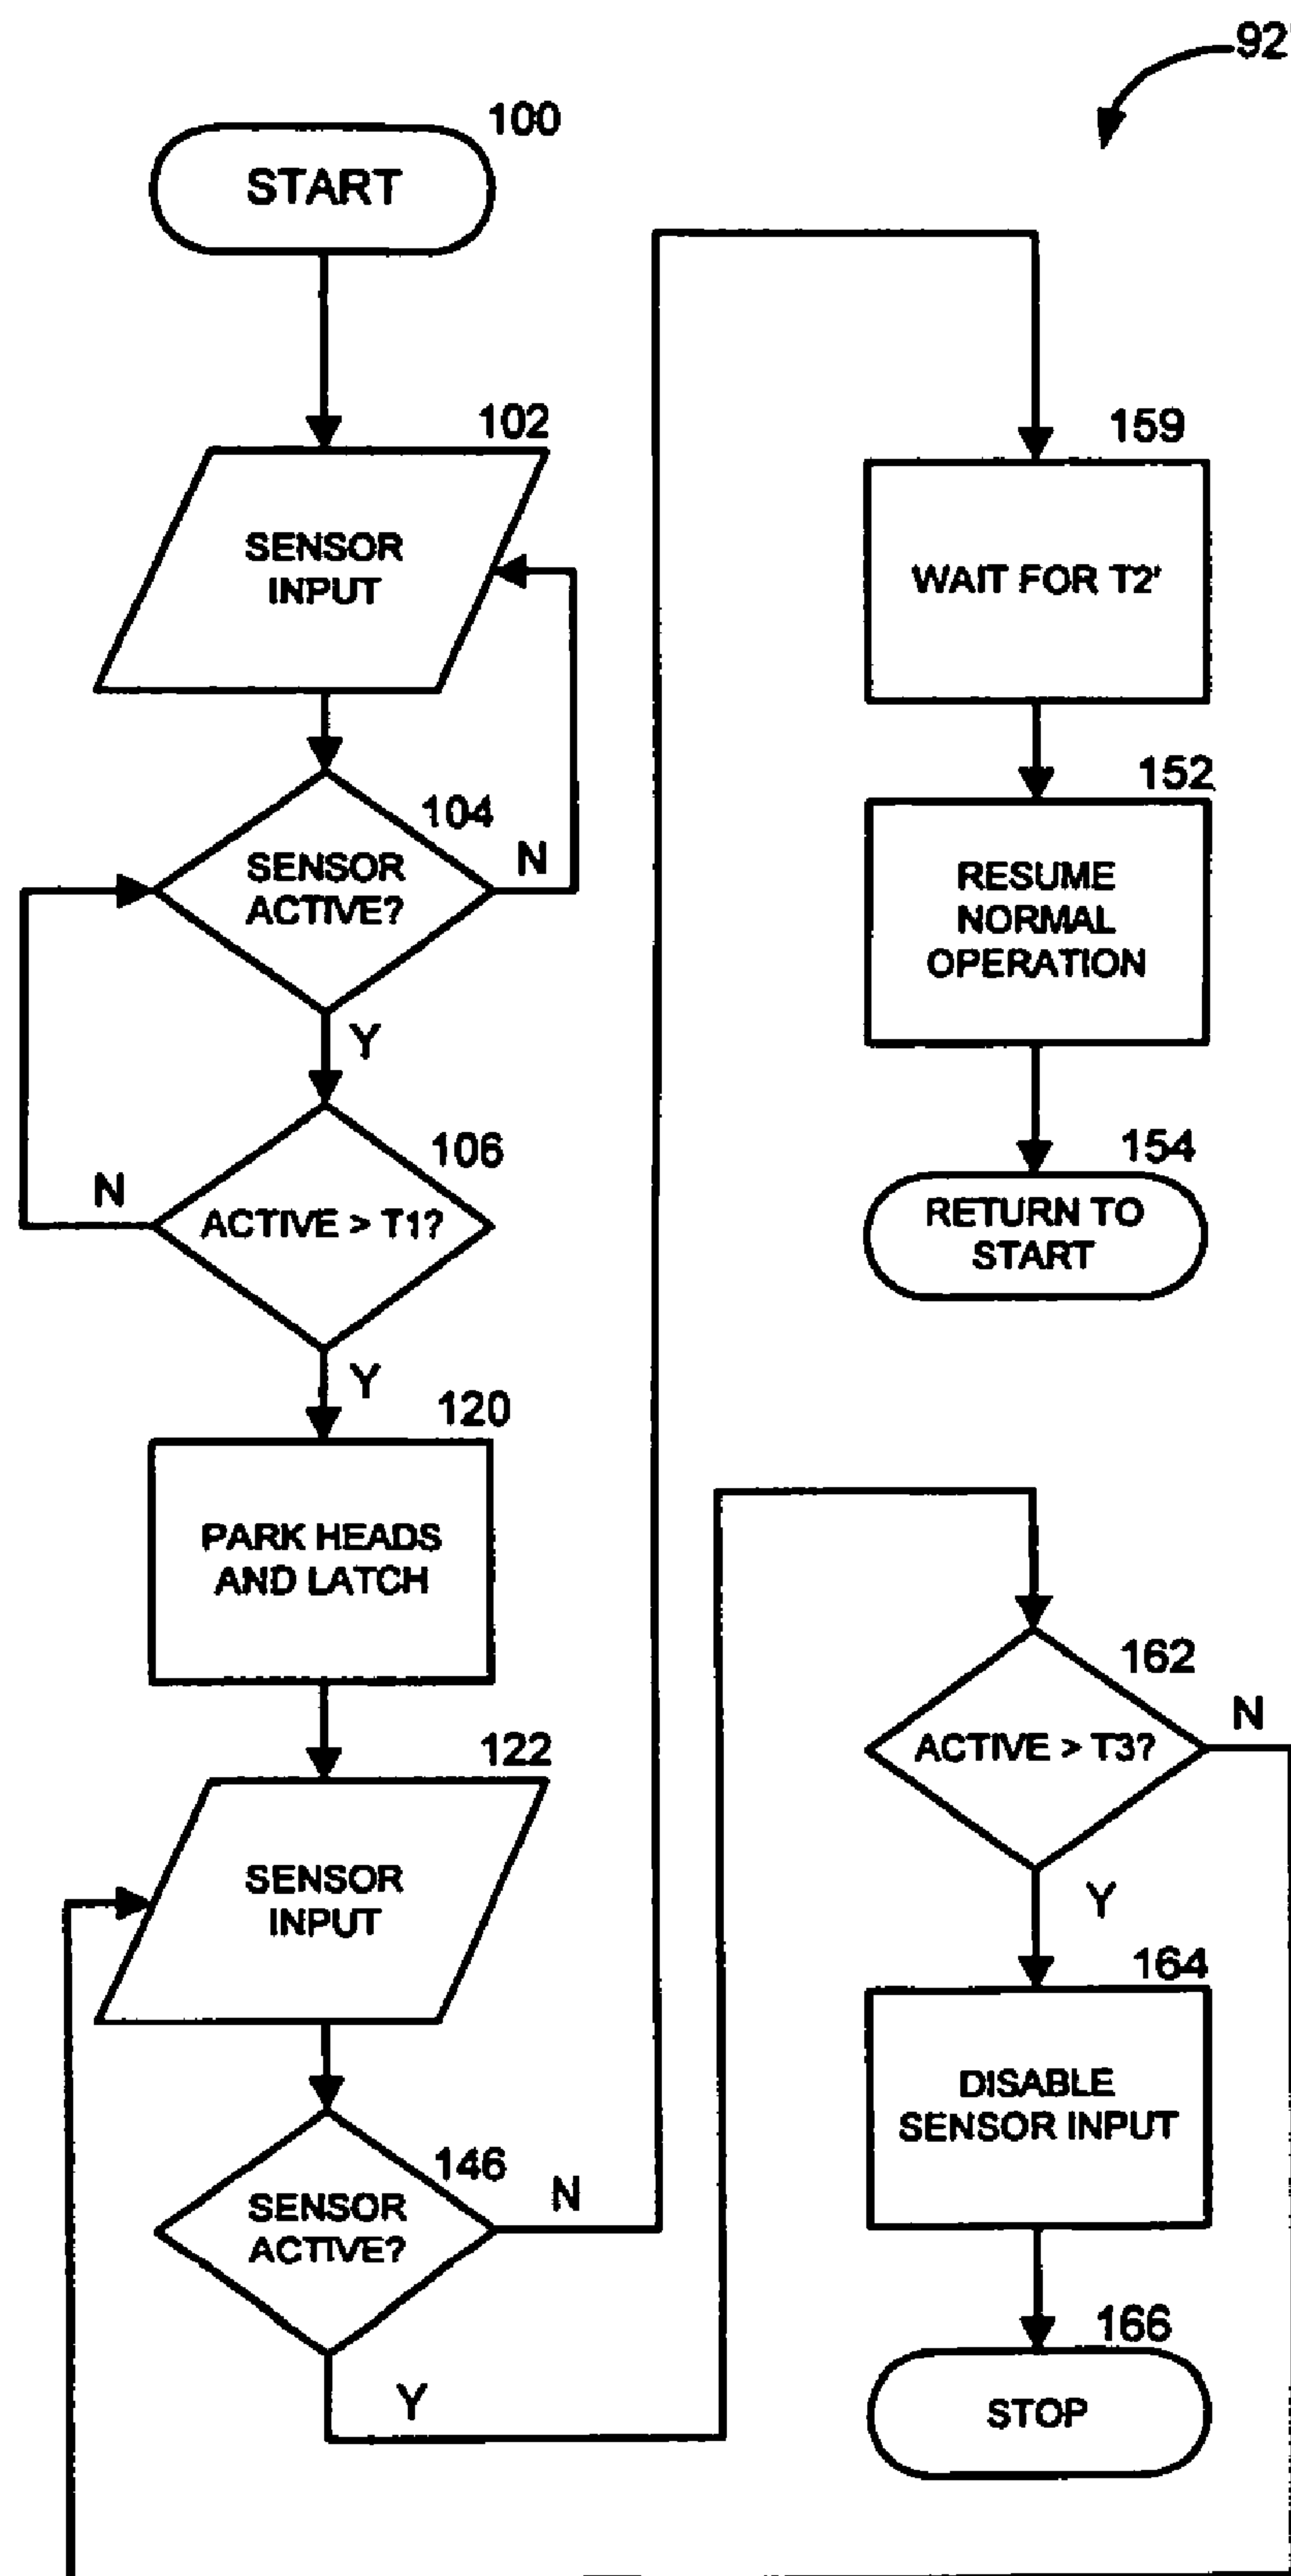 92'
100
START
102
SENSOR
INPUT
104
SENSOR
ACTIVE?
N
Y
106
ACTIVE > T1?
N
Y
120
PARK HEADS
AND LATCH
122
SENSOR
INPUT
146
SENSOR
ACTIVE?
N
Y
159
WAIT FOR T2'
152
RESUME
NORMAL
OPERATION
154
RETURN TO
START
162
ACTIVE > T3?
N
Y
164
DISABLE
SENSOR INPUT
166
STOP